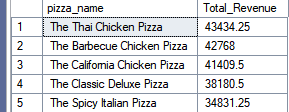 pizza_name Total_Revenue
1 The Thai Chicken Pizza 43434.25
2 The Barbecue Chicken Pizza 42768
3 The California Chicken Pizza 41409.5
4 The Classic Deluxe Pizza 38180.5
5 The Spicy Italian Pizza 34831.25